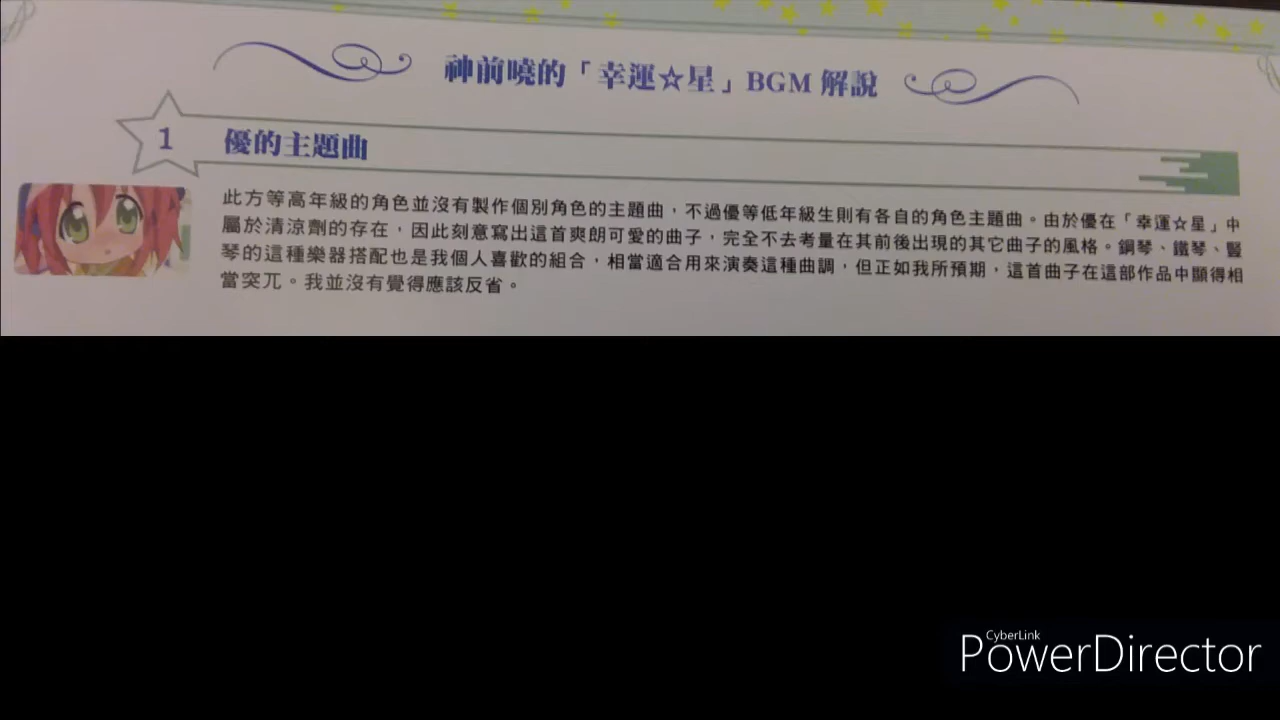 神前曉的「幸運☆星」BGM 解說
1
優的主題曲
此方等高年級的角色並沒有製作個別角色的主題曲，不過優等低年級生則有各自的角色主題曲。由於優在「幸運☆星」中
屬於清涼劑的存在，因此刻意寫出這首爽朗可愛的曲子，完全不去考量在其前後出現的其它曲子的風格。鋼琴、鐵琴、豎
琴的這種樂器搭配也是我個人喜歡的組合，相當適合用來演奏這種曲調，但正如我所預期，這首曲子在這部作品中顯得相
當突兀。我並沒有覺得應該反省。
CyberLink
PowerDirector